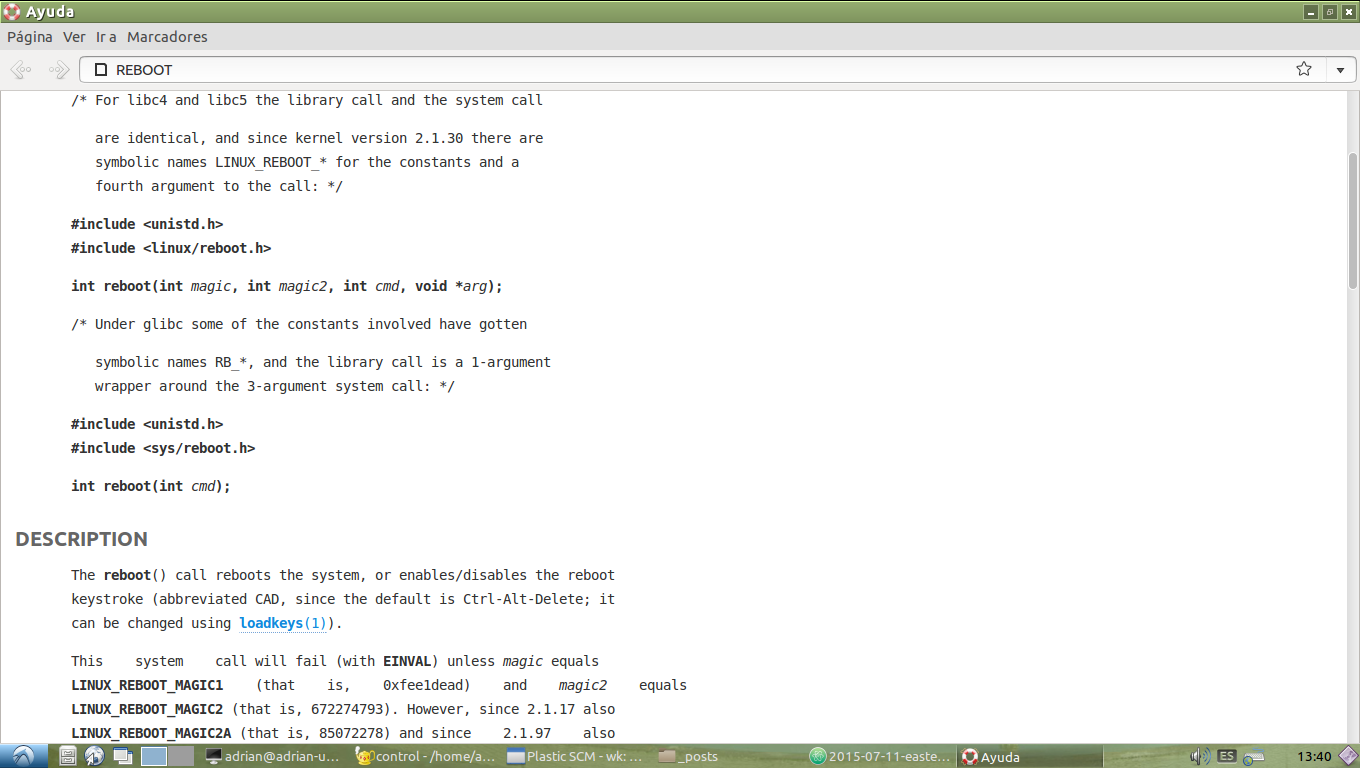 Ayuda
Página Ver Ir a Marcadores
REBOOT
/* For libc4 and libc5 the library call and the system call
are identical, and since kernel version 2.1.30 there are
symbolic names LINUX_REBOOT_* for the constants and a
fourth argument to the call: */
#include <unistd.h>
#include <linux/reboot.h>
int reboot(int magic, int magic2, int cmd, void *arg);
/* Under glibc some of the constants involved have gotten
symbolic names RB_*, and the library call is a 1-argument
wrapper around the 3-argument system call: */
#include <unistd.h>
#include <sys/reboot.h>
int reboot(int cmd);
DESCRIPTION
The reboot() call reboots the system, or enables/disables the reboot
keystroke (abbreviated CAD, since the default is Ctrl-Alt-Delete; it
can be changed using loadkeys(1)).
This system call will fail (with EINVAL) unless magic equals
LINUX_REBOOT_MAGIC1 (that is, 0xfee1dead) and magic2 equals
LINUX_REBOOT_MAGIC2 (that is, 672274793). However, since 2.1.17 also
LINUX_REBOOT_MAGIC2A (that is, 85072278) and since 2.1.97 also
adrian@adrian-u... control - /home/a... Plastic SCM - wk: ... _posts 2015-07-11-easte... Ayuda ES 13:40